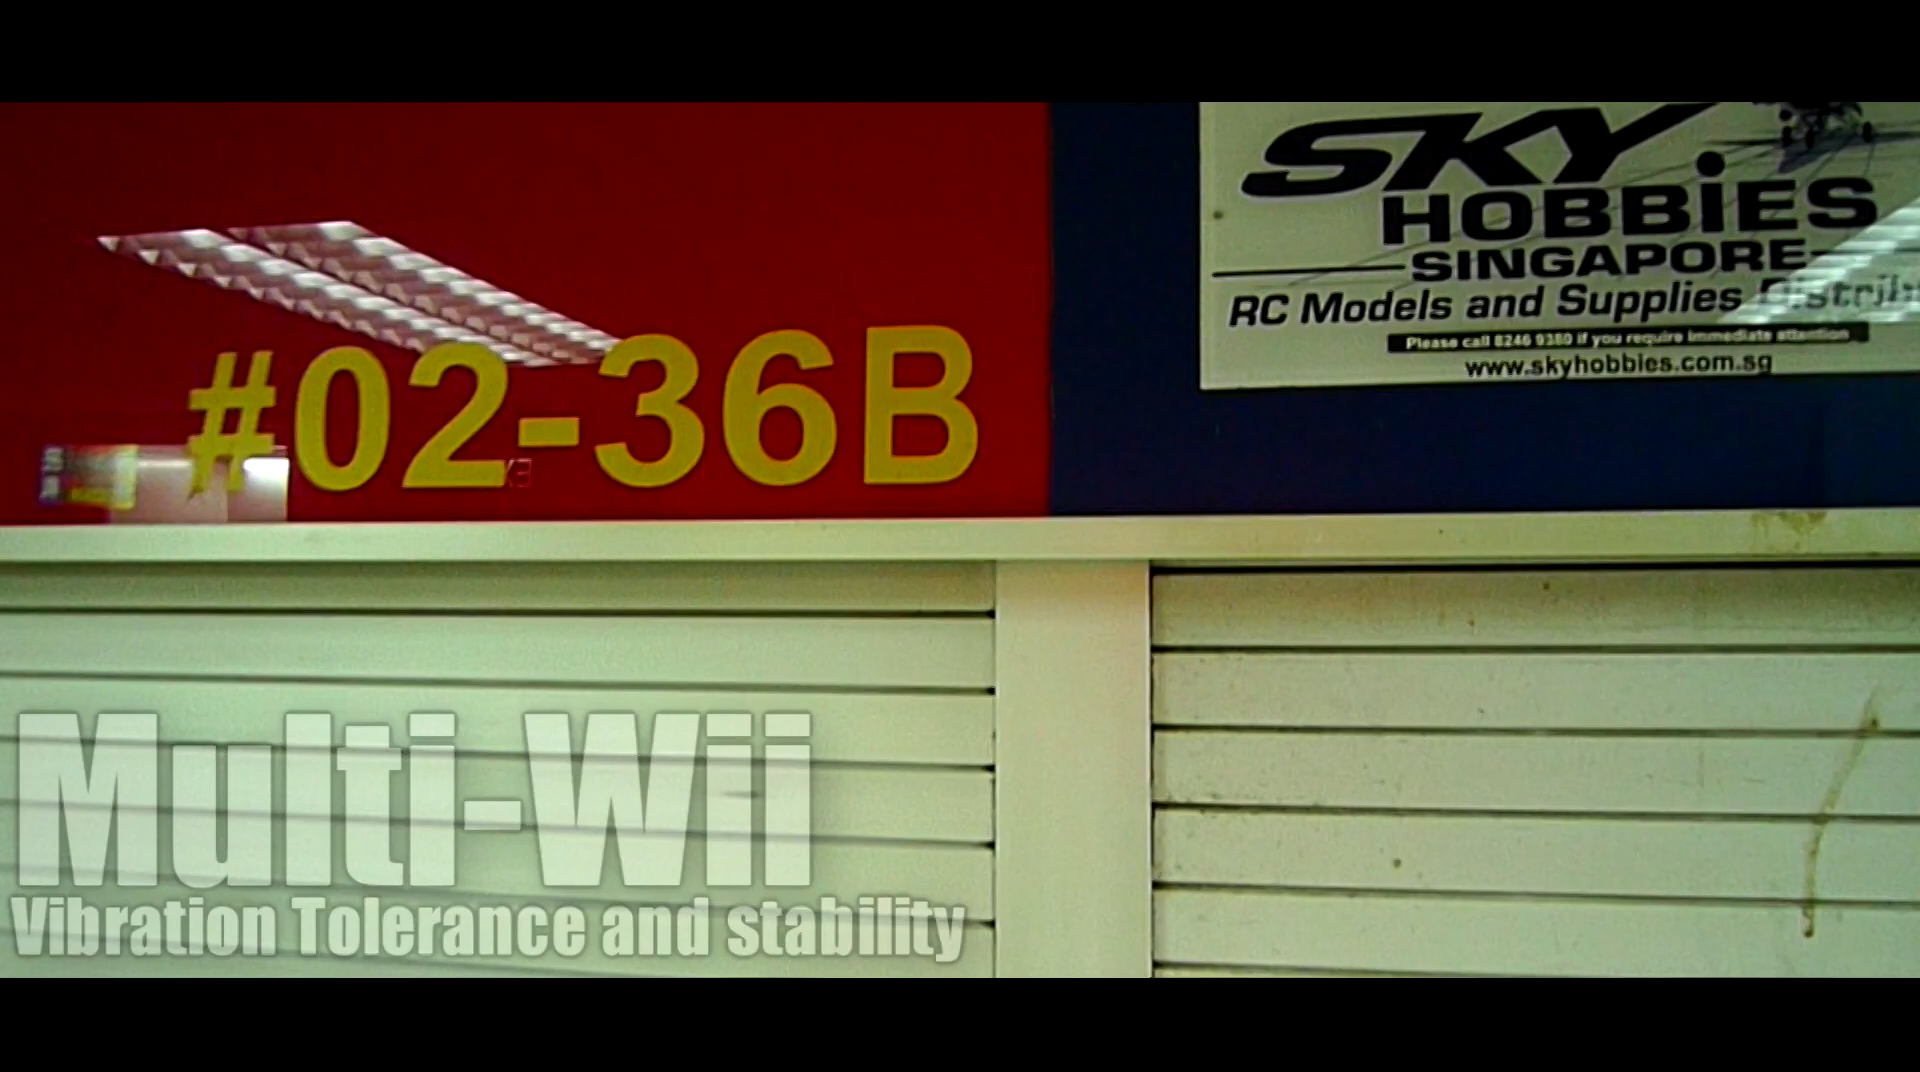 #02-36B
SKY
HOBBiES
SINGAPORE
RC Models and Supplies
Please call 8246 9380 if you require immediate attention
www.skyhobbies.com.sg
Multi-Wii
Vibration Tolerance and stability